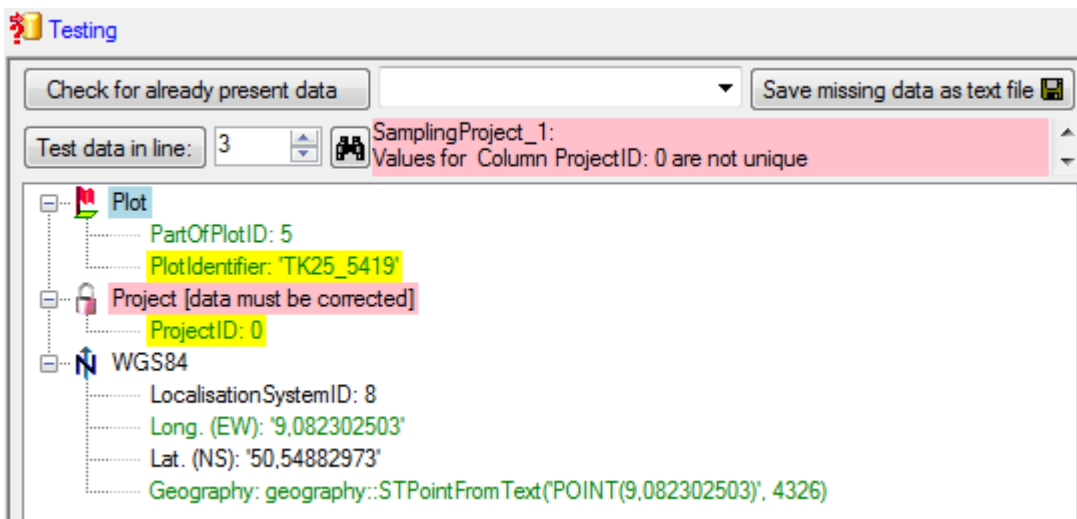 Testing
Check for already present data
Save missing data as text file
Test data in line:
3
SamplingProject_1:
Values for Column ProjectID: 0 are not unique
Plot
PartOfPlotID: 5
PlotIdentifier: 'TK25_5419'
Project [data must be corrected]
ProjectID: 0
WGS84
LocalisationSystemID: 8
Long. (EW): '9,082302503'
Lat. (NS): '50,54882973'
Geography: geography::STPointFromText('POINT(9,082302503)', 4326)